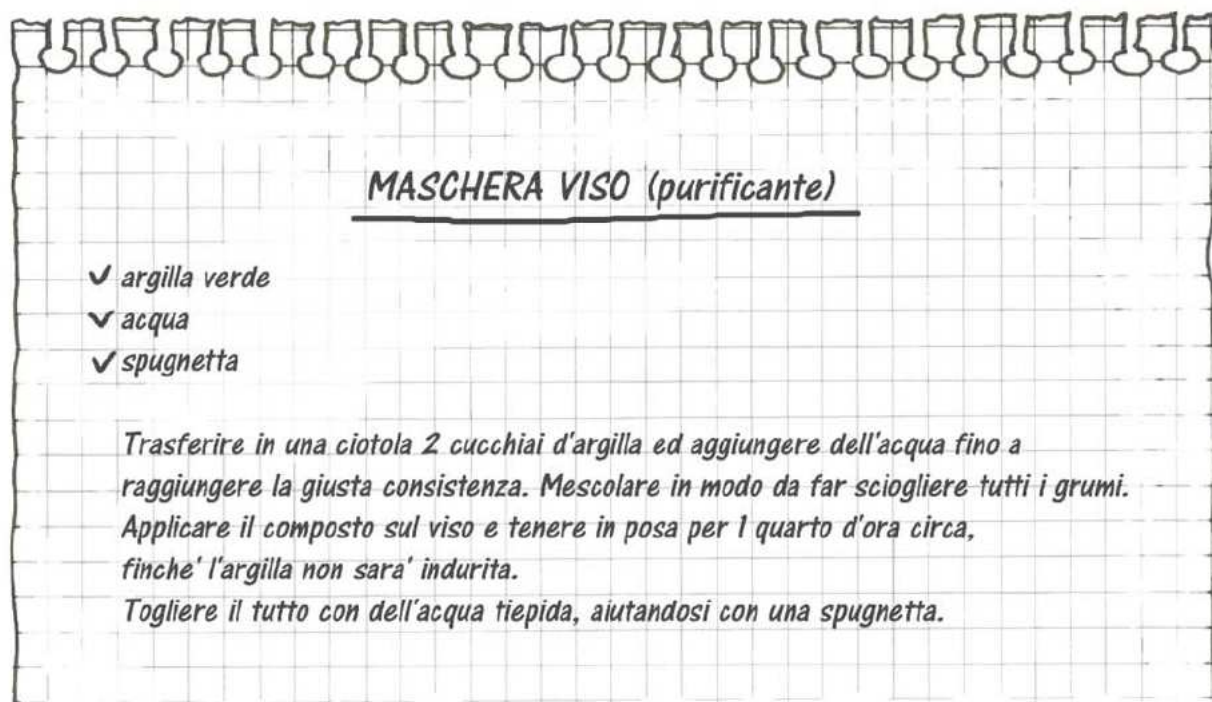 MASCHERA VISO (purificante)
✓ argilla verde
✓ acqua
✓ spugnetta
Trasferire in una ciotola 2 cucchiai d'argilla ed aggiungere dell'acqua fino a
raggiungere la giusta consistenza. Mescolare in modo da far sciogliere tutti i grumi.
Applicare il composto sul viso e tenere in posa per 1 quarto d'ora circa,
finche' l'argilla non sara' indurita.
Togliere il tutto con dell'acqua tiepida, aiutandosi con una spugnetta.